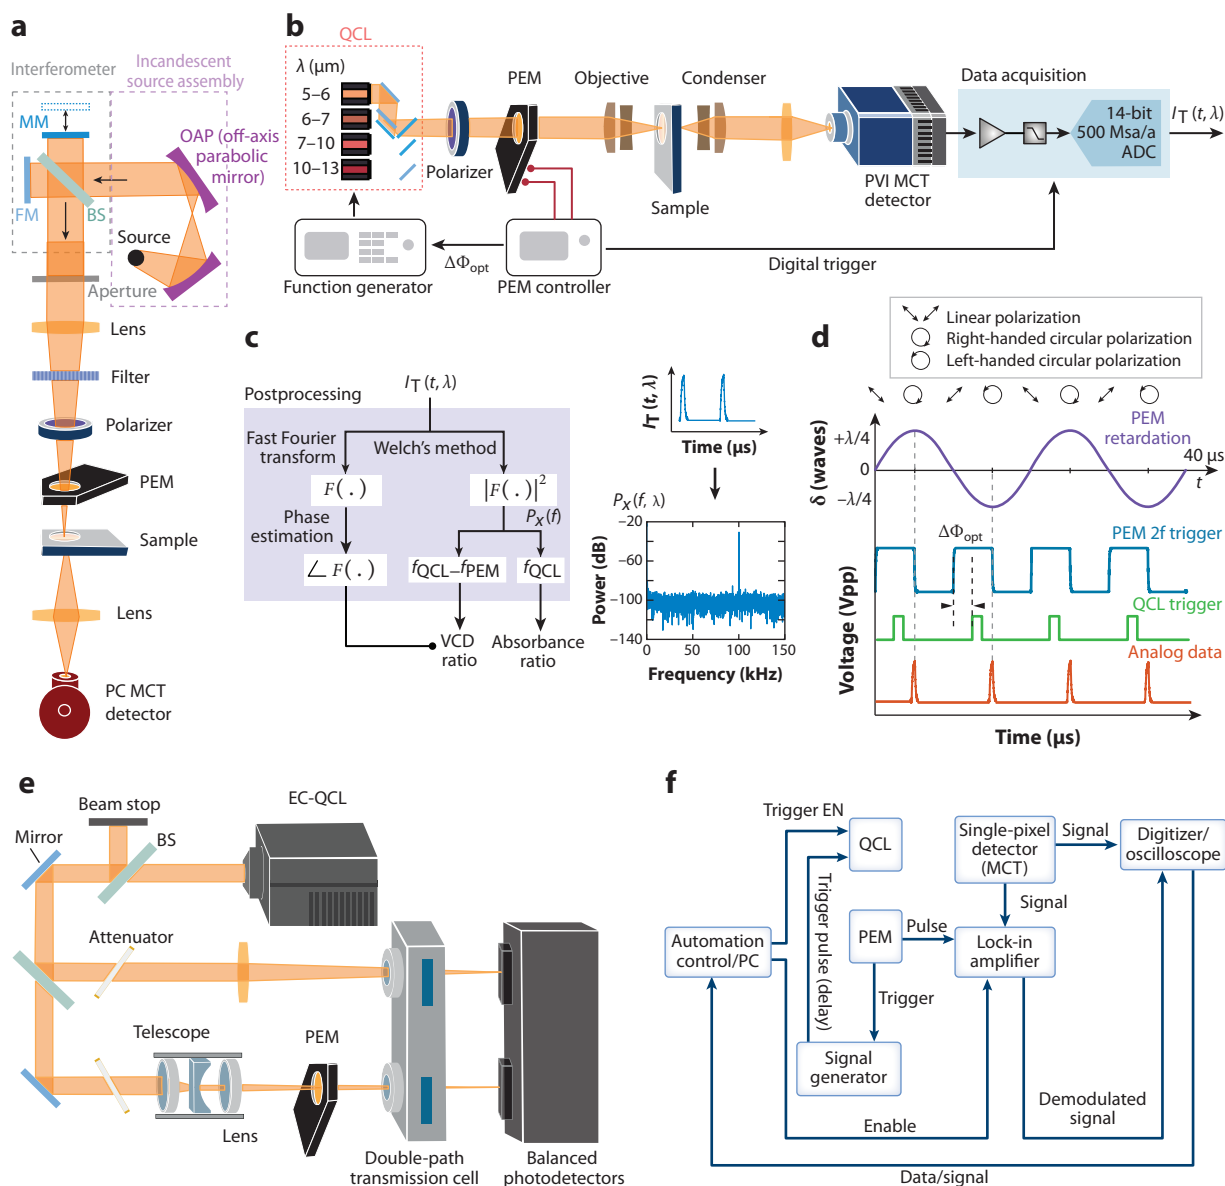 a
Interferometer
Incandescent
source assembly
MM
OAP (off-axis
parabolic
mirror)
FM
BS
Source
Aperture
Lens
Filter
Polarizer
PEM
Sample
Lens
PC MCT
detector
b
QCL
λ (μm)
5–6
6–7
7–10
10–13
Polarizer
PEM
Objective
Condenser
Sample
PVI MCT
detector
Data acquisition
14-bit
500 Msa/a
ADC
I_T (t, λ)
ΔΦopt
Function generator
PEM controller
Digital trigger
c
Postprocessing
I_T (t, λ)
Fast Fourier
transform
Welch's method
F(.)
|F(.)|²
Phase
estimation
P_X(f)
∠ F(.)
fQCL–fPEM
fQCL
VCD
ratio
Absorbance
ratio
I_T (t, λ)
Time (μs)
P_X(f, λ)
Power (dB)
–20
–60
–100
–140
0
50
100
150
Frequency (kHz)
d
Linear polarization
Right-handed circular polarization
Left-handed circular polarization
PEM
retardation
δ (waves)
+λ/4
0
–λ/4
40 μs
t
ΔΦopt
PEM 2f trigger
QCL trigger
Analog data
Voltage (Vpp)
Time (μs)
e
Beam stop
EC-QCL
Mirror
BS
Attenuator
Telescope
PEM
Lens
Double-path
transmission cell
Balanced
photodetectors
f
Trigger EN
QCL
Single-pixel
detector
(MCT)
Signal
Digitizer/
oscilloscope
Trigger pulse (delay)
Signal
Automation
control/PC
PEM
Pulse
Lock-in
amplifier
Trigger
Signal
generator
Enable
Demodulated
signal
Data/signal